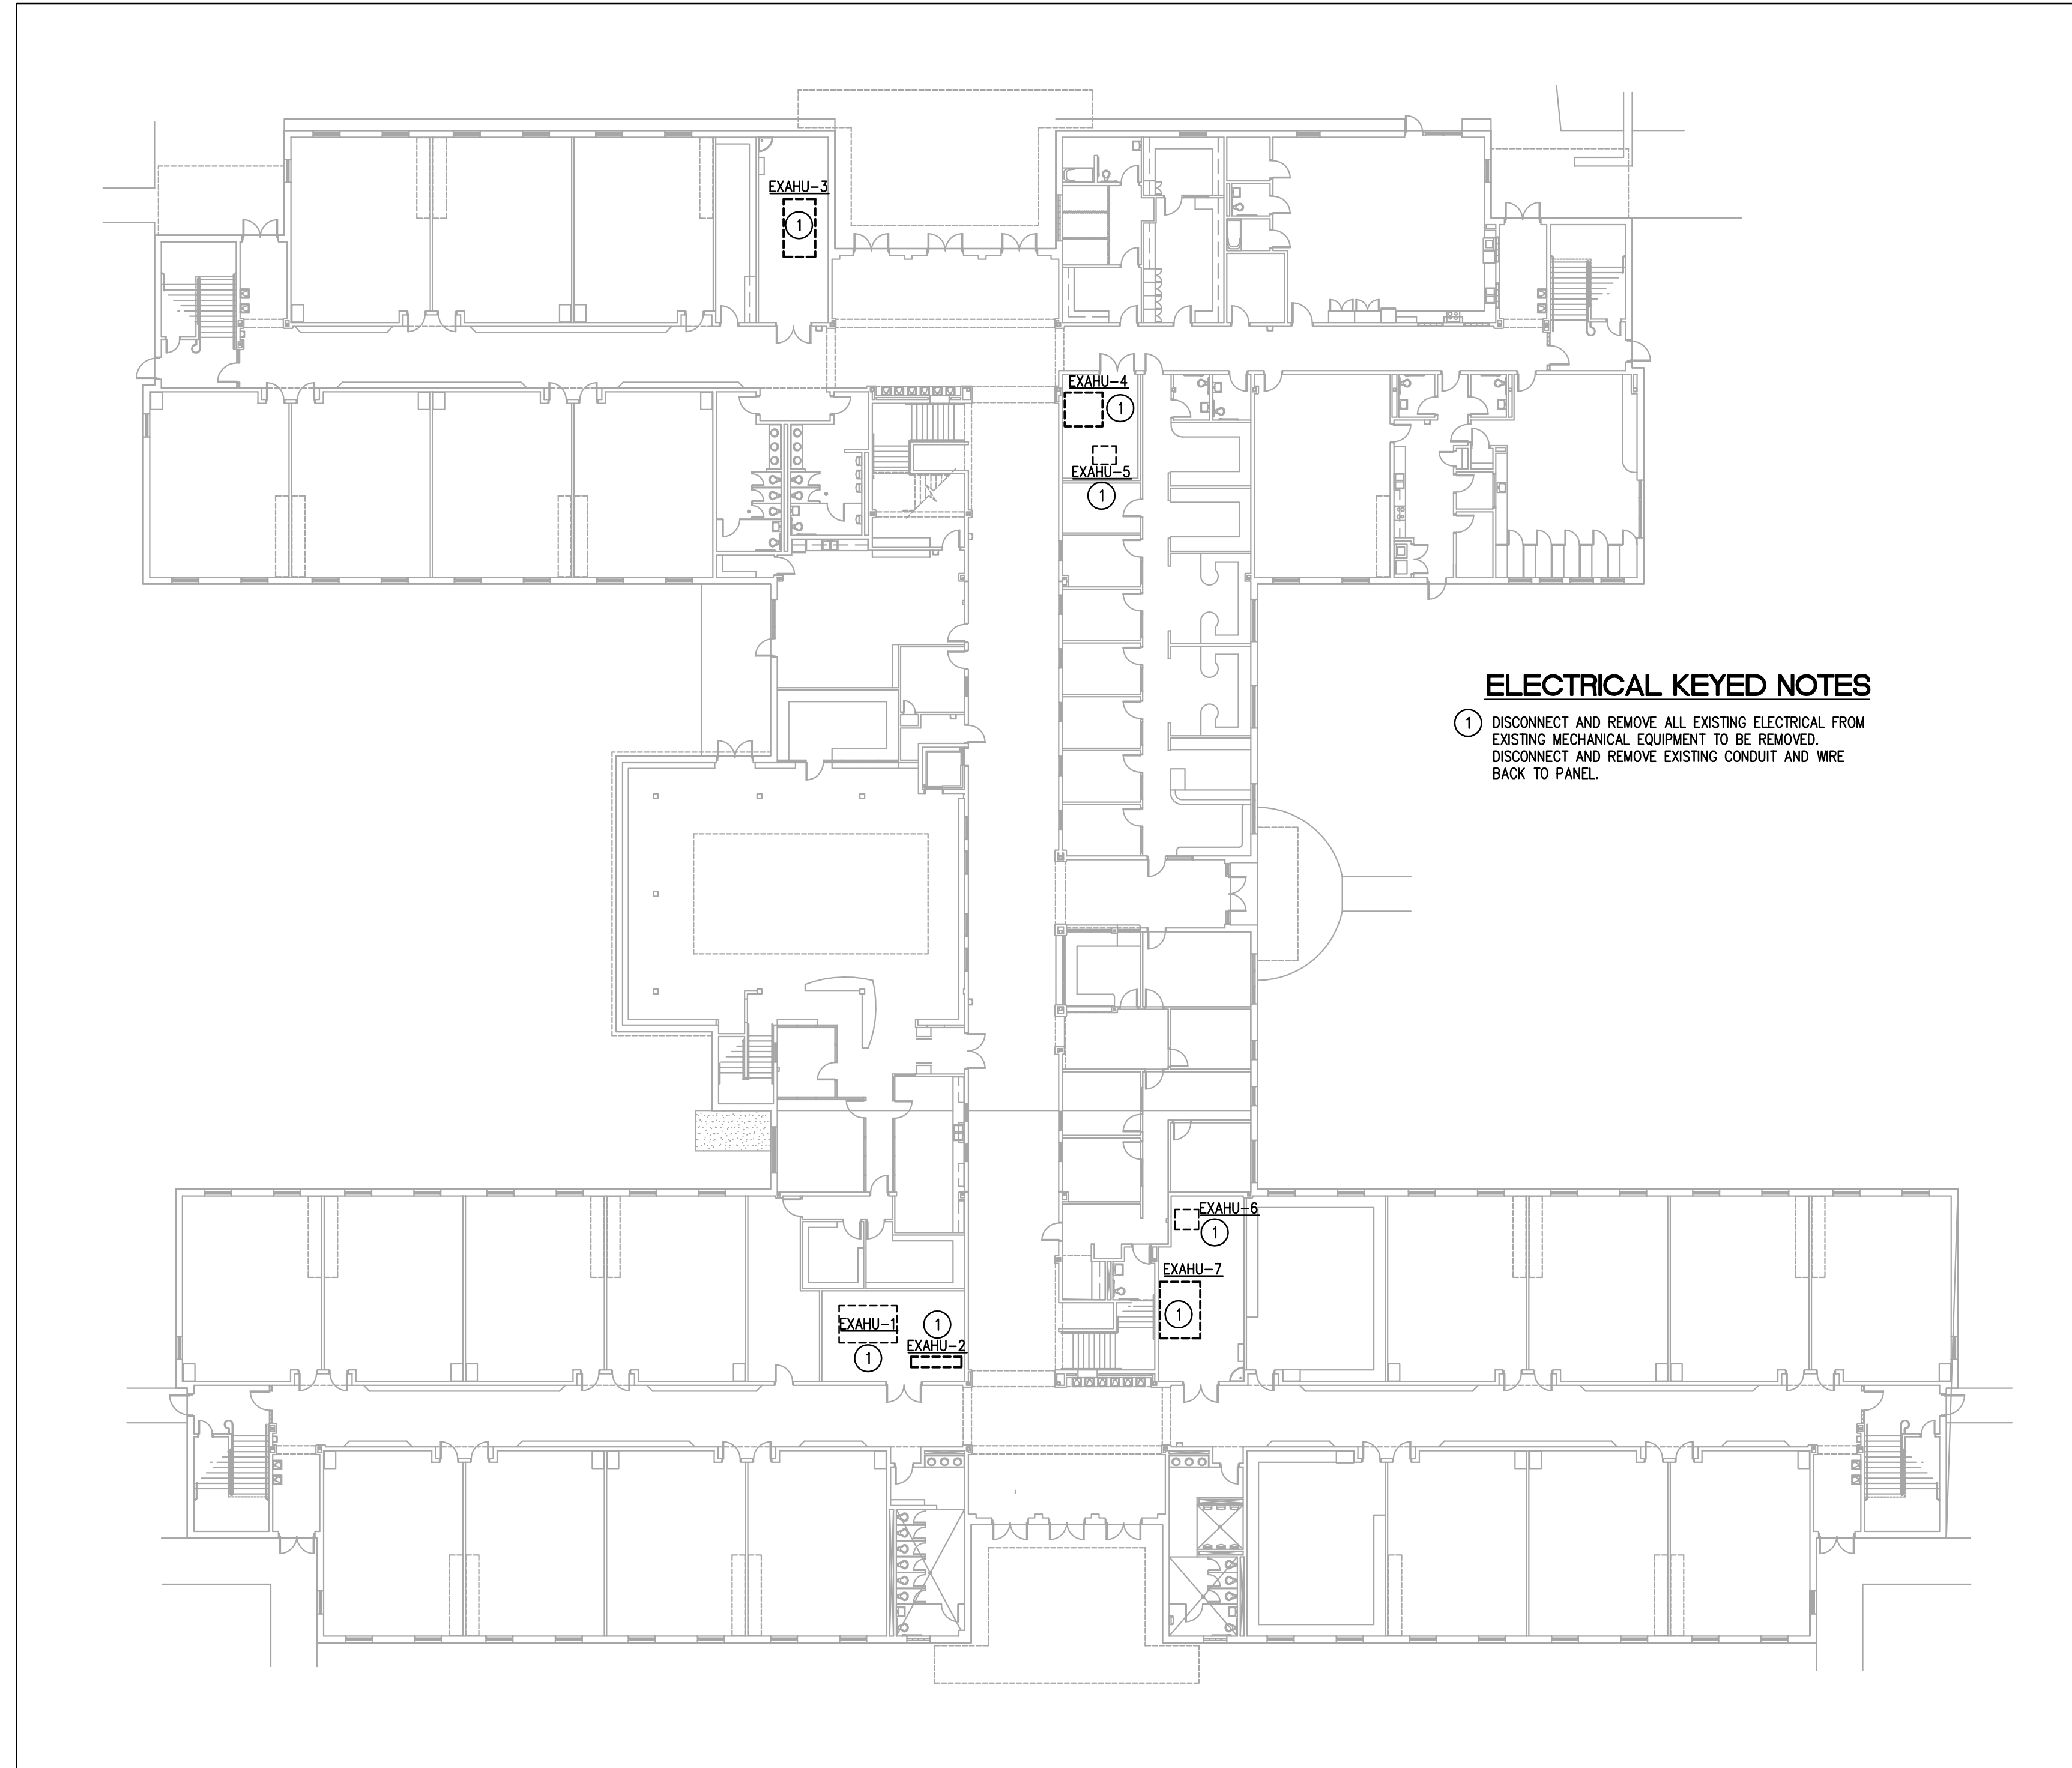 EXAHU-3
1
EXAHU-4
1
EXAHU-5
1
ELECTRICAL KEYED NOTES
1 DISCONNECT AND REMOVE ALL EXISTING ELECTRICAL FROM
EXISTING MECHANICAL EQUIPMENT TO BE REMOVED.
DISCONNECT AND REMOVE EXISTING CONDUIT AND WIRE
BACK TO PANEL.
EXAHU-6
1
EXAHU-7
1
EXAHU-1
1
1
EXAHU-2